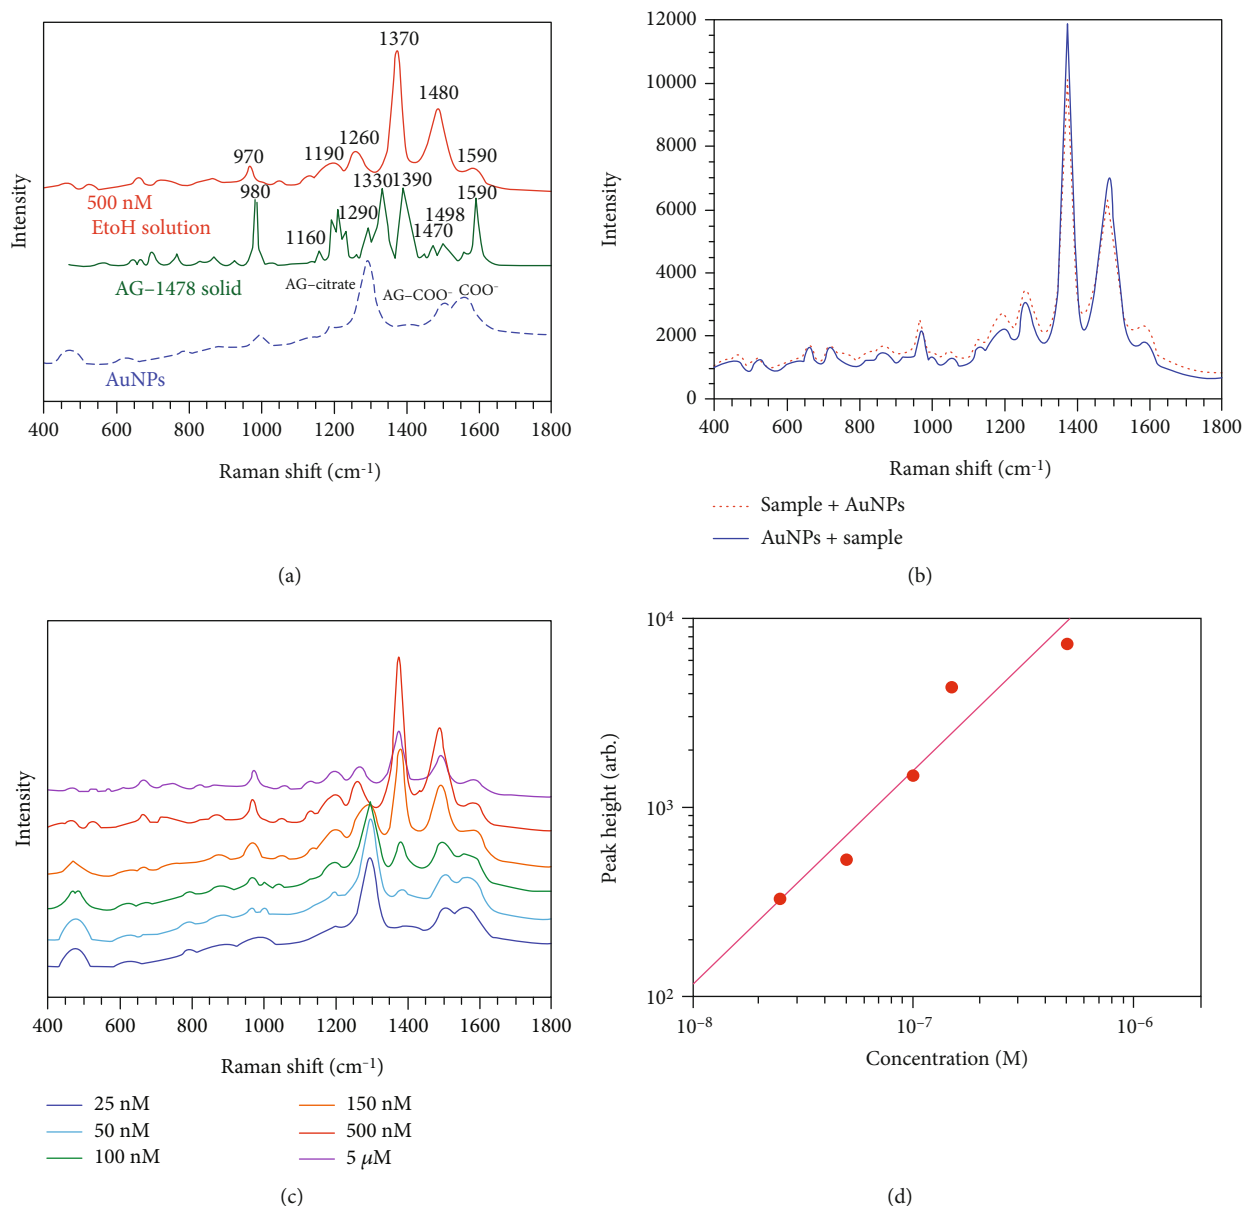 1370
1480
1260
1190
970
1590
500 nM
EtoH solution
980
1330
1390
1590
1290
1498
1470
1160
AG–1478 solid
AG–citrate
AG–COO⁻
COO⁻
AuNPs
Intensity
400 600 800 1000 1200 1400 1600 1800
Raman shift (cm⁻¹)
(a)
12000
10000
8000
6000
4000
2000
0
Intensity
400 600 800 1000 1200 1400 1600 1800
Raman shift (cm⁻¹)
Sample + AuNPs
AuNPs + sample
(b)
Intensity
400 600 800 1000 1200 1400 1600 1800
Raman shift (cm⁻¹)
25 nM
50 nM
100 nM
150 nM
500 nM
5 μM
(c)
10⁴
10³
10²
Peak height (arb.)
10⁻⁸ 10⁻⁷ 10⁻⁶
Concentration (M)
(d)